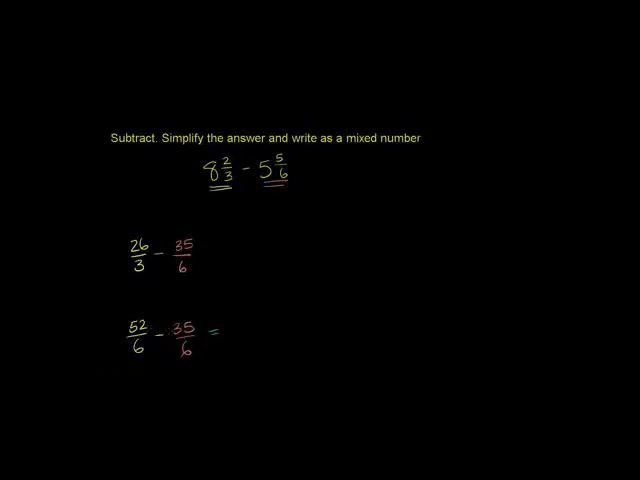 Subtract. Simplify the answer and write as a mixed number
8 2/3 - 5 5/6
26/3 - 35/6
52/6 - 35/6 =